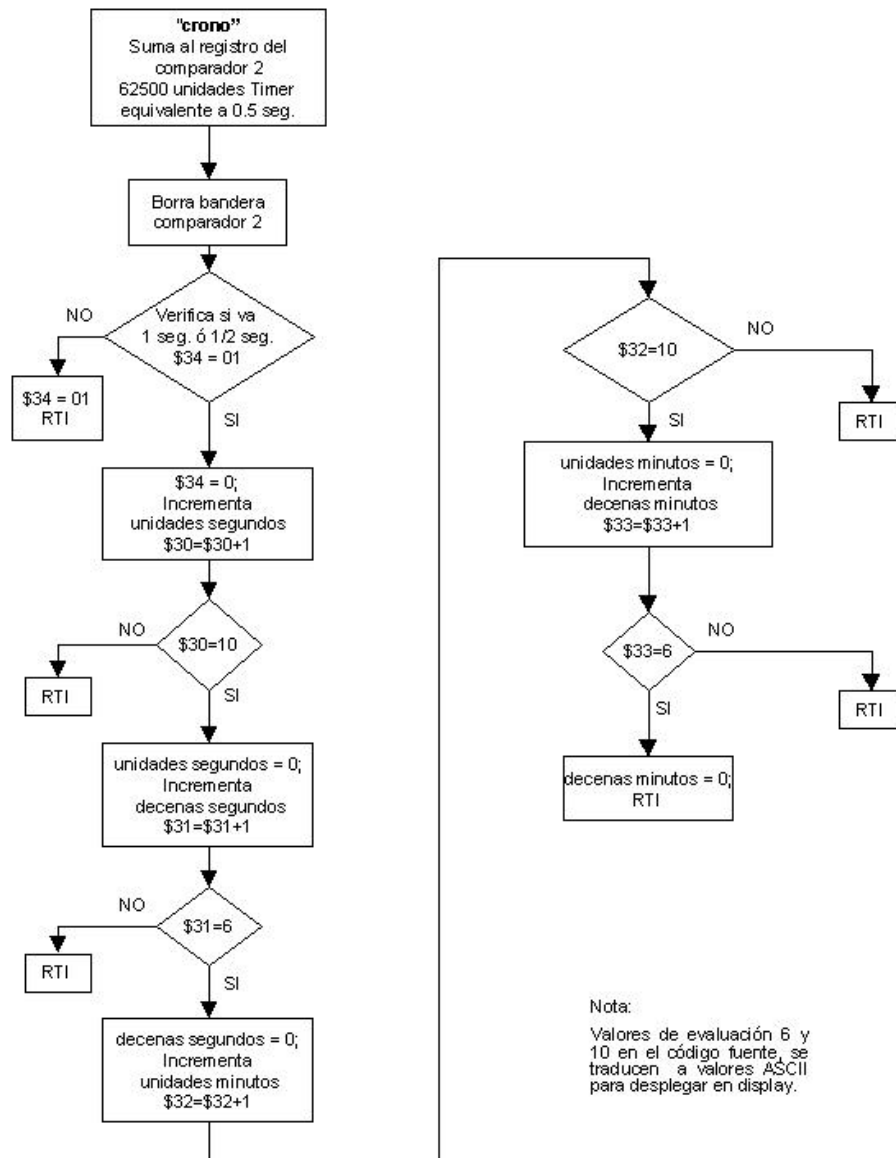 "crono”
Suma al registro del
comparador 2
62500 unidades Timer
equivalente a 0.5 seg.
Borra bandera
comparador 2
Verifica si va
1 seg. ó 1/2 seg.
$34 = 01
NO
$34 = 01
RTI
SI
$34 = 0;
Incrementa
unidades segundos
$30=$30+1
$30=10
NO
RTI
SI
unidades segundos = 0;
Incrementa
decenas segundos
$31=$31+1
$31=6
NO
RTI
SI
decenas segundos = 0;
Incrementa
unidades minutos
$32=$32+1
$32=10
NO
RTI
SI
unidades minutos = 0;
Incrementa
decenas minutos
$33=$33+1
$33=6
NO
RTI
SI
decenas minutos = 0;
RTI
Nota:
Valores de evaluación 6 y
10 en el código fuente, se
traducen a valores ASCII
para desplegar en display.